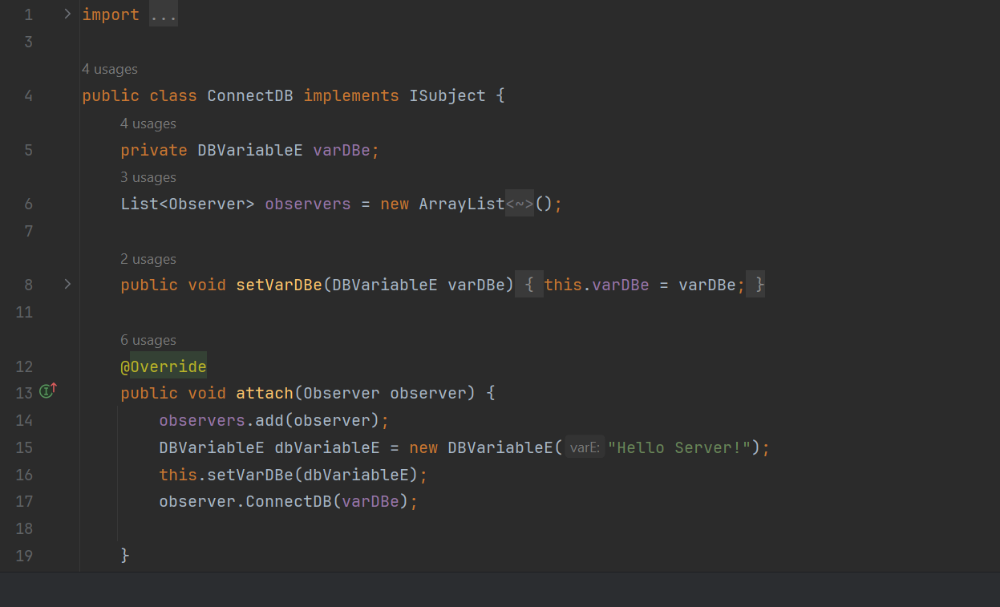 1 import ...
3
4 usages
4 public class ConnectDB implements ISubject {
4 usages
5 private DBVariableE varDBe;
3 usages
6 List<Observer> observers = new ArrayList<~>();
7
2 usages
8 public void setVarDBe(DBVariableE varDBe) { this.varDBe = varDBe; }
11
6 usages
12 @Override
13 public void attach(Observer observer) {
14 observers.add(observer);
15 DBVariableE dbVariableE = new DBVariableE( varE: "Hello Server!");
16 this.setVarDBe(dbVariableE);
17 observer.ConnectDB(varDBe);
18
19 }